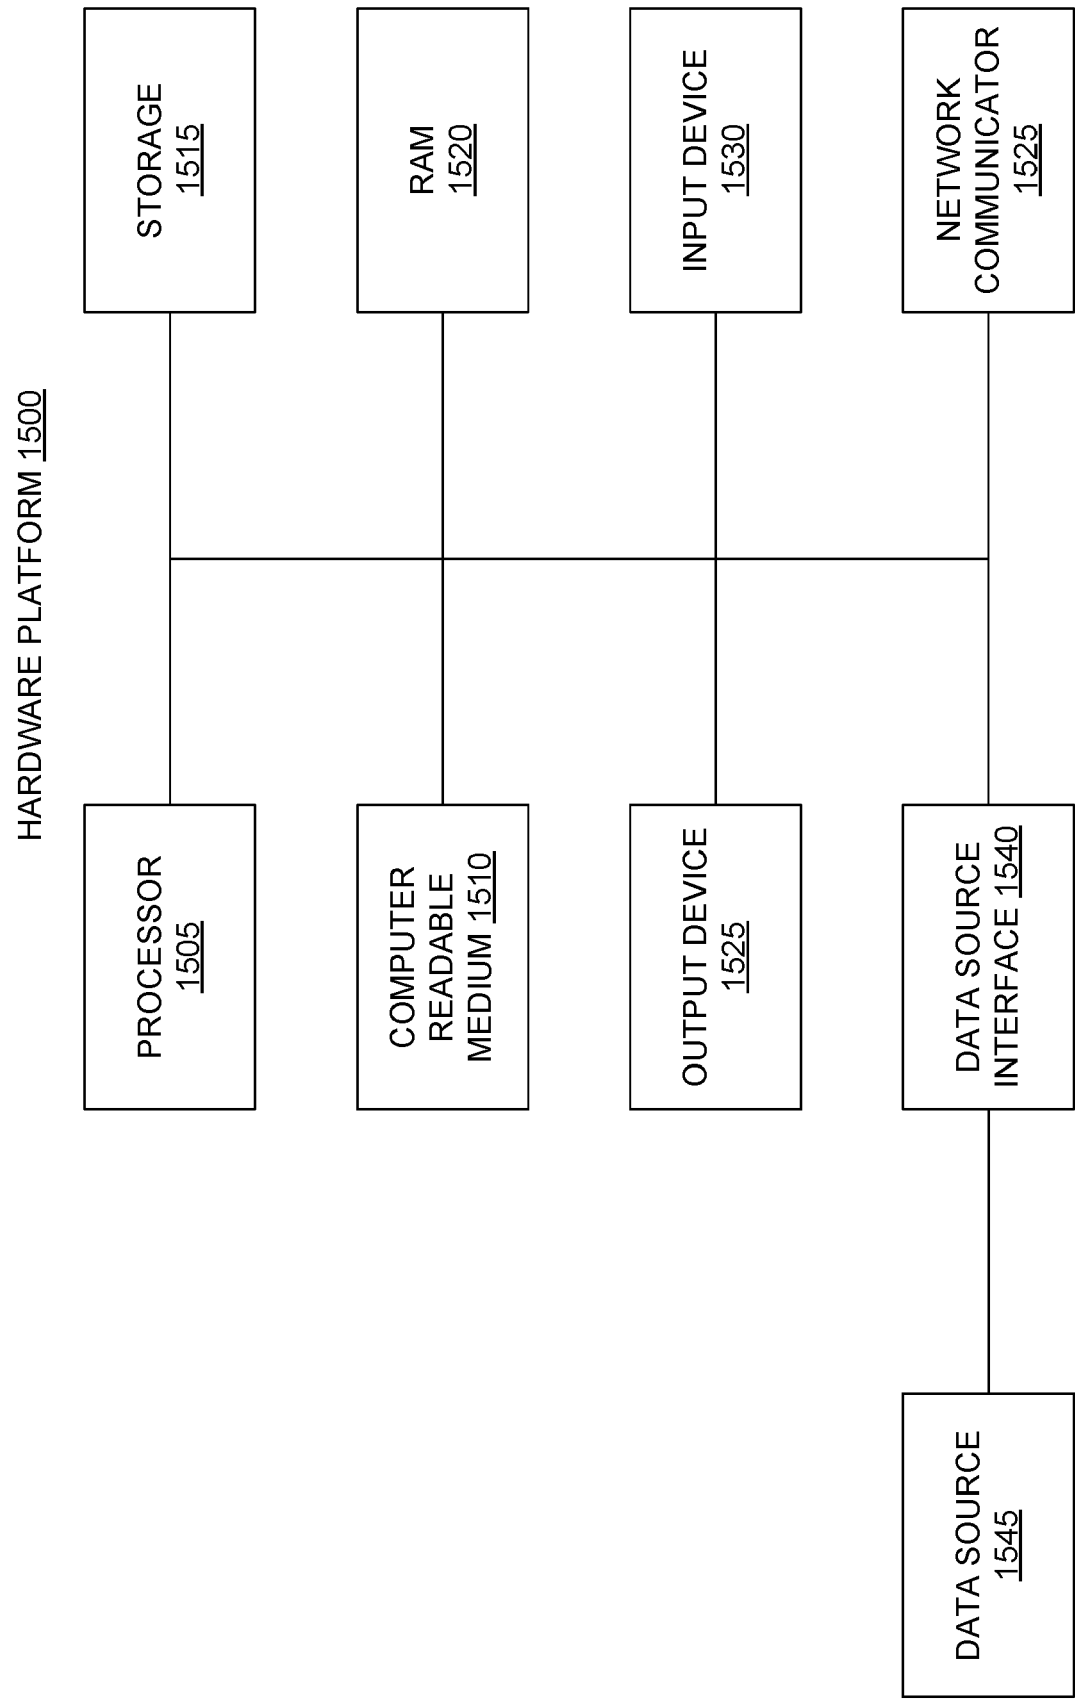 HARDWARE PLATFORM 1500
PROCESSOR
1505
STORAGE
1515
COMPUTER
READABLE
MEDIUM 1510
RAM
1520
OUTPUT DEVICE
1525
INPUT DEVICE
1530
DATA SOURCE
1545
DATA SOURCE
INTERFACE 1540
NETWORK
COMMUNICATOR
1525